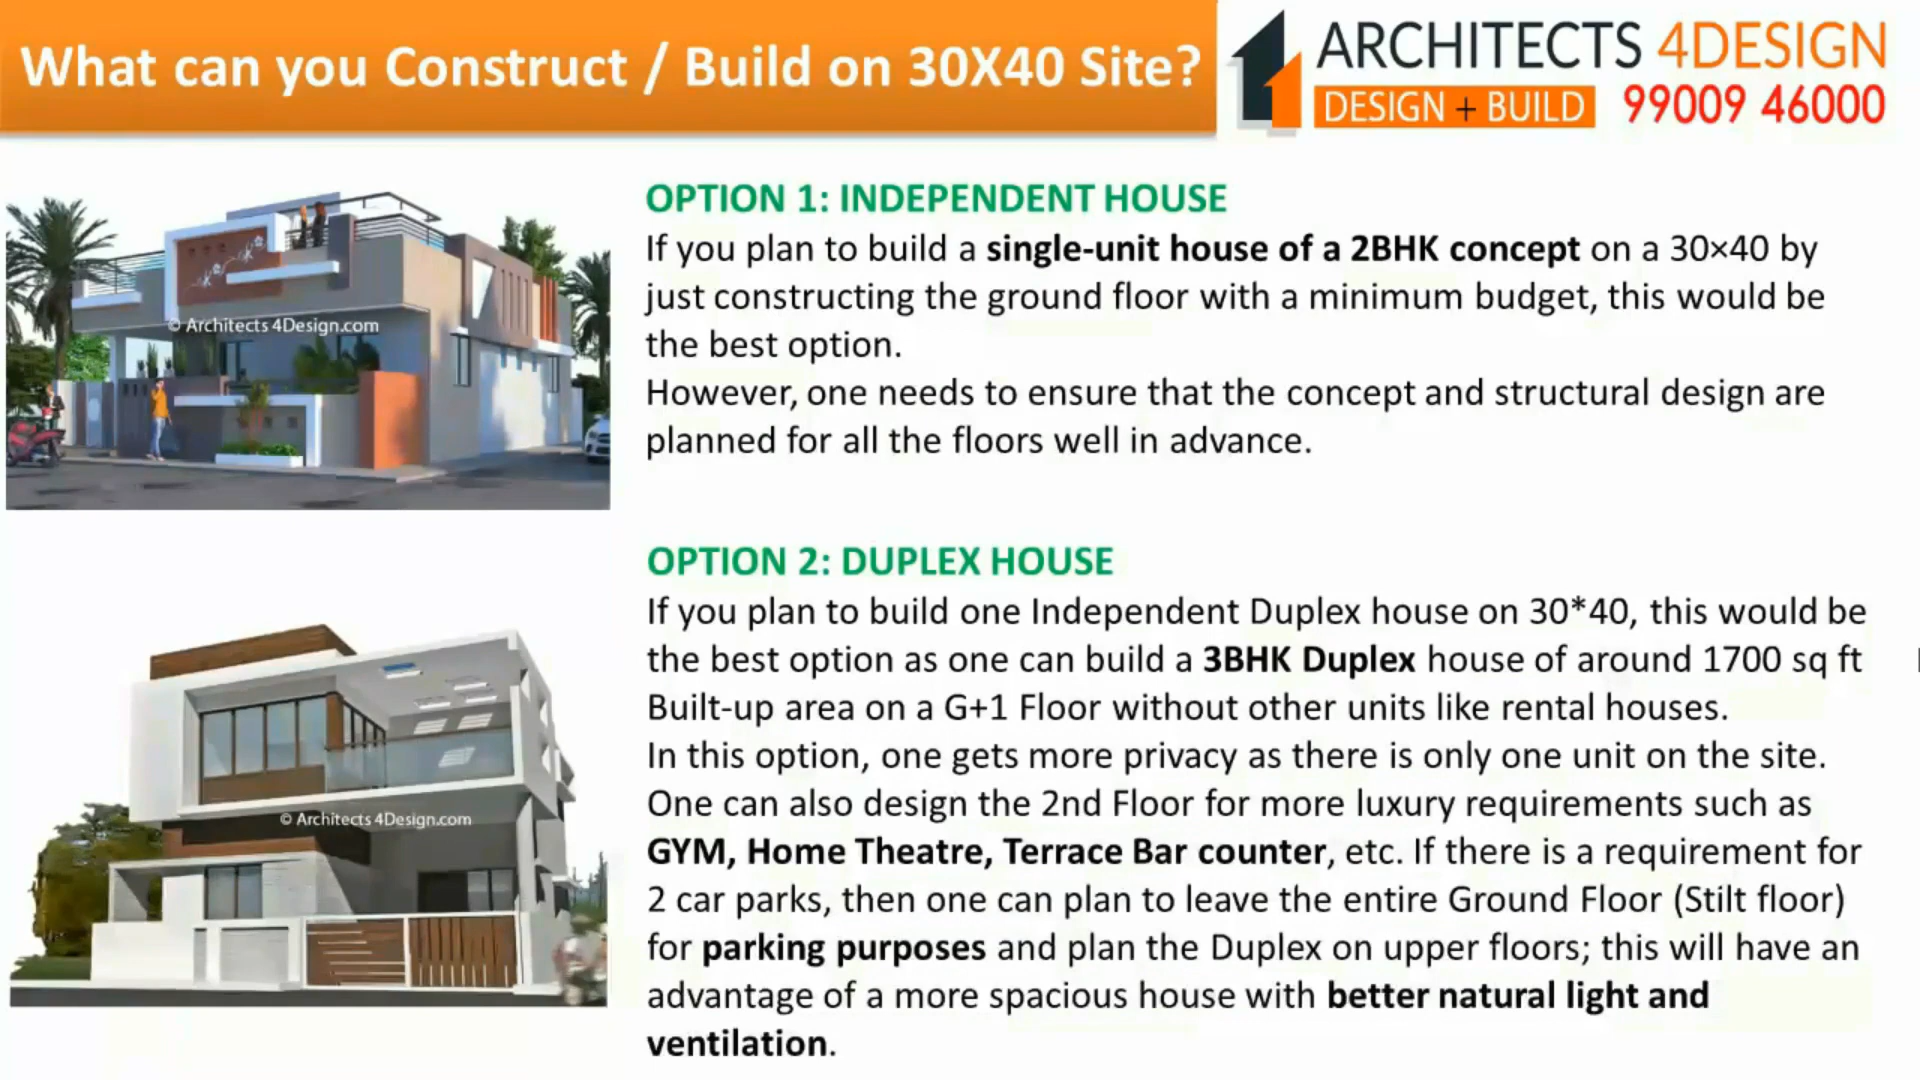 What can you Construct / Build on 30X40 Site?
ARCHITECTS 4DESIGN
DESIGN + BUILD 99009 46000
OPTION 1: INDEPENDENT HOUSE
If you plan to build a single-unit house of a 2BHK concept on a 30×40 by
just constructing the ground floor with a minimum budget, this would be
the best option.
However, one needs to ensure that the concept and structural design are
planned for all the floors well in advance.
© Architects 4Design.com
OPTION 2: DUPLEX HOUSE
If you plan to build one Independent Duplex house on 30*40, this would be
the best option as one can build a 3BHK Duplex house of around 1700 sq ft
Built-up area on a G+1 Floor without other units like rental houses.
In this option, one gets more privacy as there is only one unit on the site.
One can also design the 2nd Floor for more luxury requirements such as
GYM, Home Theatre, Terrace Bar counter, etc. If there is a requirement for
2 car parks, then one can plan to leave the entire Ground Floor (Stilt floor)
for parking purposes and plan the Duplex on upper floors; this will have an
advantage of a more spacious house with better natural light and
ventilation.
© Architects 4Design.com